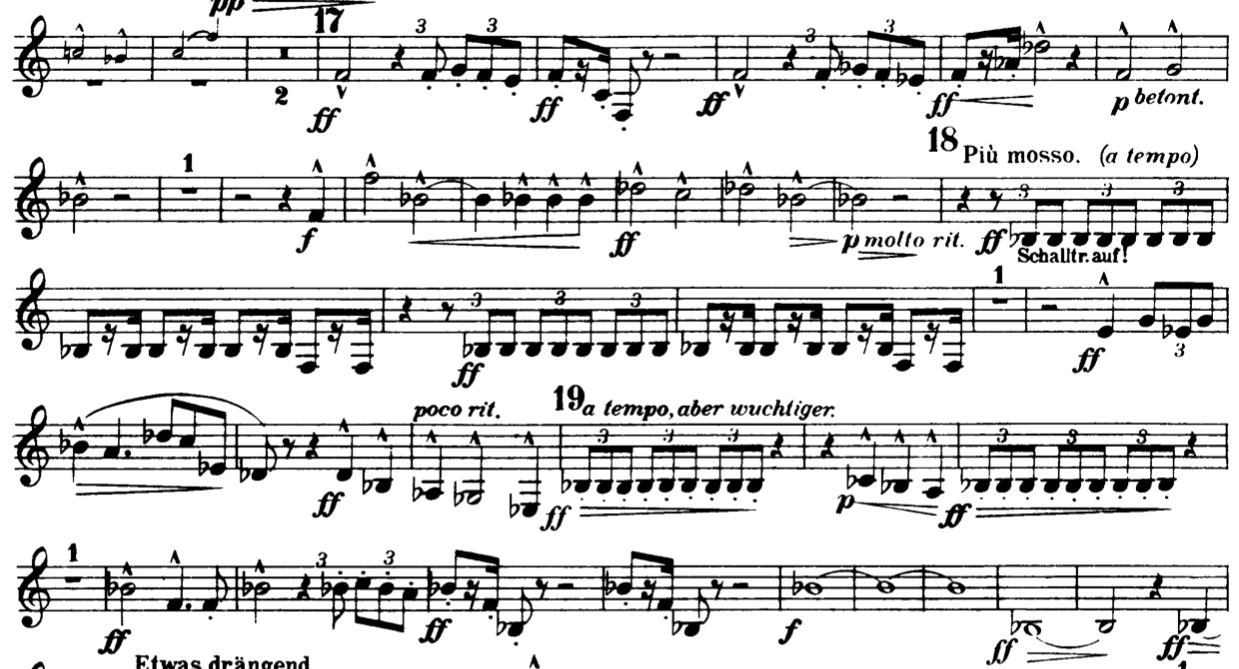 pp
17
3 3 3 3
2
ff ff ff ff p betont.
18 Più mosso. (a tempo)
1 3 3 3
f ff p molto rit. ff
Schalltr. auf!
3 3 3 1
ff ff 3
poco rit. 19 a tempo, aber wuchtiger.
3 3 3 3 3 3
ff ff p ff
1 3 3
ff ff f ff ff
Etwas drängend
1